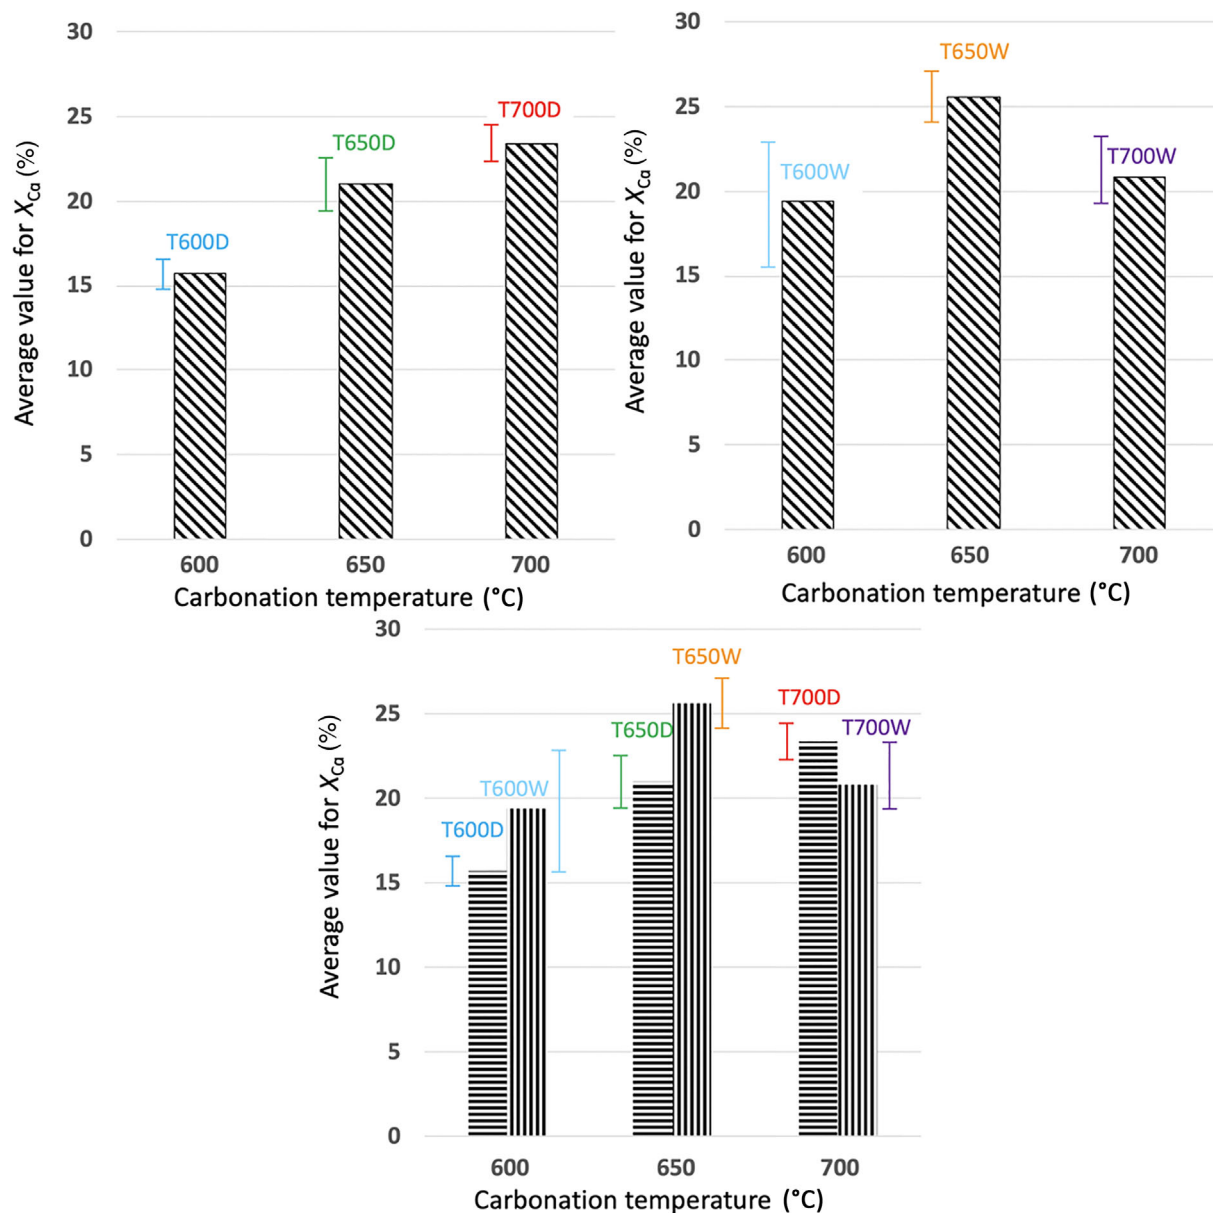 30
25
20
15
10
5
0
Average value for XCa (%)
T600D
T650D
T700D
600
650
700
Carbonation temperature (°C)
30
25
20
15
10
5
0
Average value for XCa (%)
T600W
T650W
T700W
600
650
700
Carbonation temperature (°C)
30
25
20
15
10
5
0
Average value for XCa (%)
T600D
T600W
T650D
T650W
T700D
T700W
600
650
700
Carbonation temperature (°C)